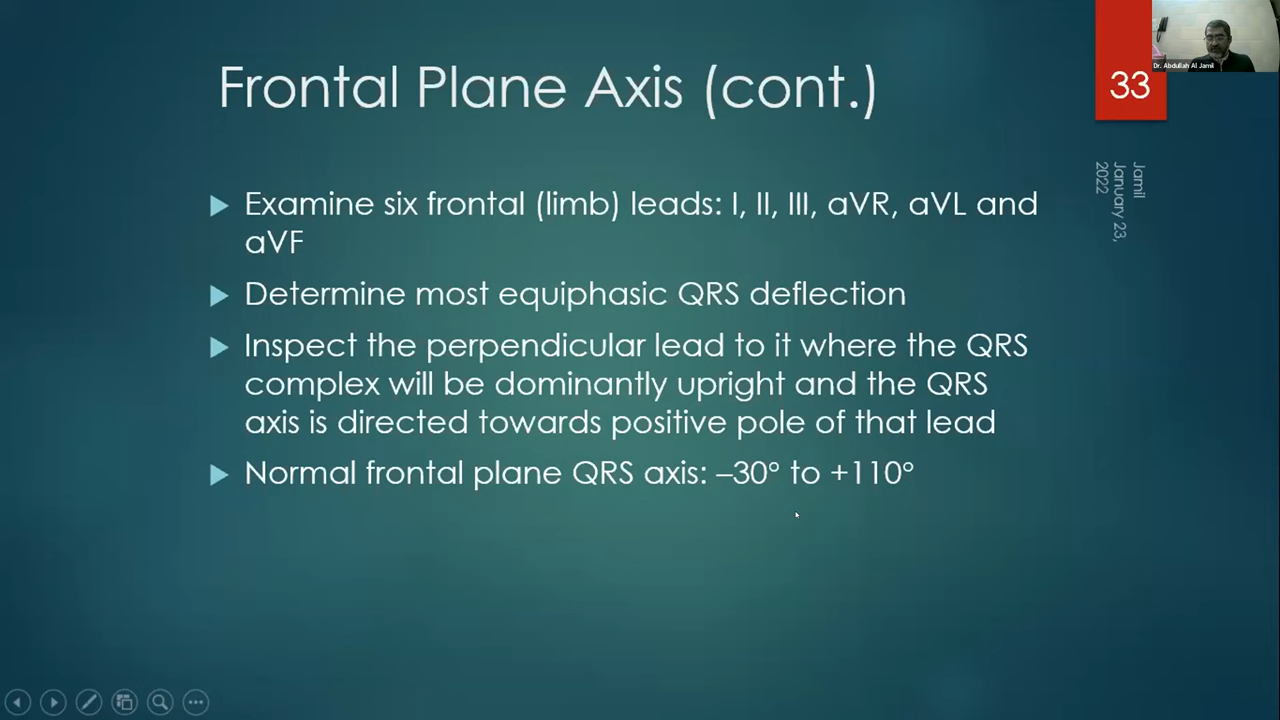 Frontal Plane Axis (cont.)
33
Dr. Abdullah Al Jamil
Jamil
January 23,
2022
► Examine six frontal (limb) leads: I, II, III, aVR, aVL and
aVF
► Determine most equiphasic QRS deflection
► Inspect the perpendicular lead to it where the QRS
complex will be dominantly upright and the QRS
axis is directed towards positive pole of that lead
► Normal frontal plane QRS axis: –30° to +110°